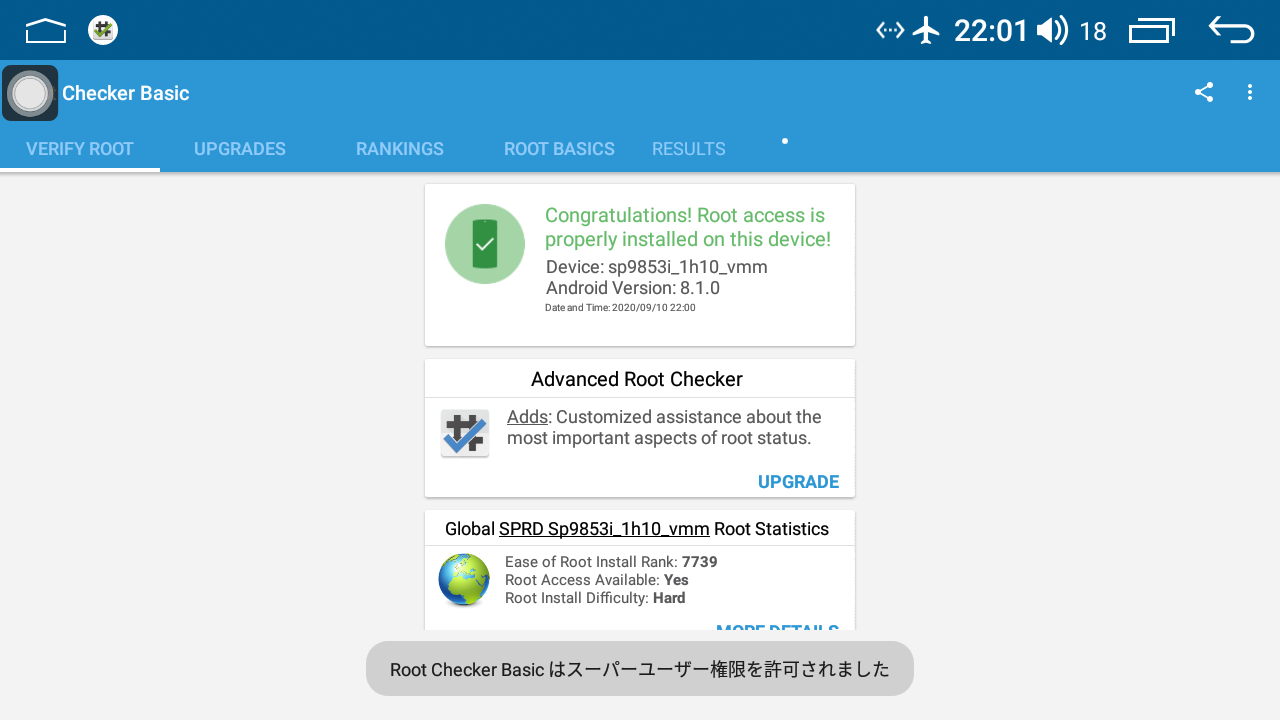 22:01 18
Checker Basic
VERIFY ROOT UPGRADES RANKINGS ROOT BASICS RESULTS
Congratulations! Root access is
properly installed on this device!
Device: sp9853i_1h10_vmm
Android Version: 8.1.0
Date and Time: 2020/09/10 22:00
Advanced Root Checker
Adds: Customized assistance about the
most important aspects of root status.
UPGRADE
Global SPRD Sp9853i_1h10_vmm Root Statistics
Ease of Root Install Rank: 7739
Root Access Available: Yes
Root Install Difficulty: Hard
MORE DETAILS
Root Checker Basic はスーパーユーザー権限を許可されました